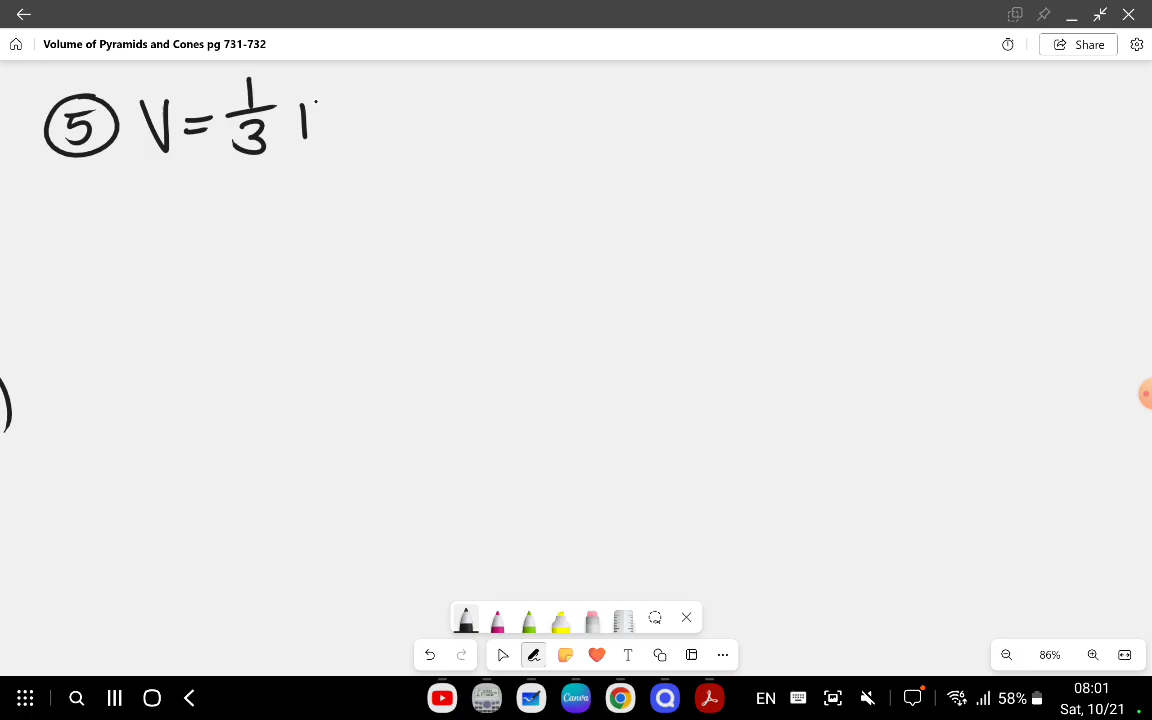 Volume of Pyramids and Cones pg 731-732
Share
⑤ V = 1/3
)
86%
Canva
EN
58%
08:01
Sat, 10/21